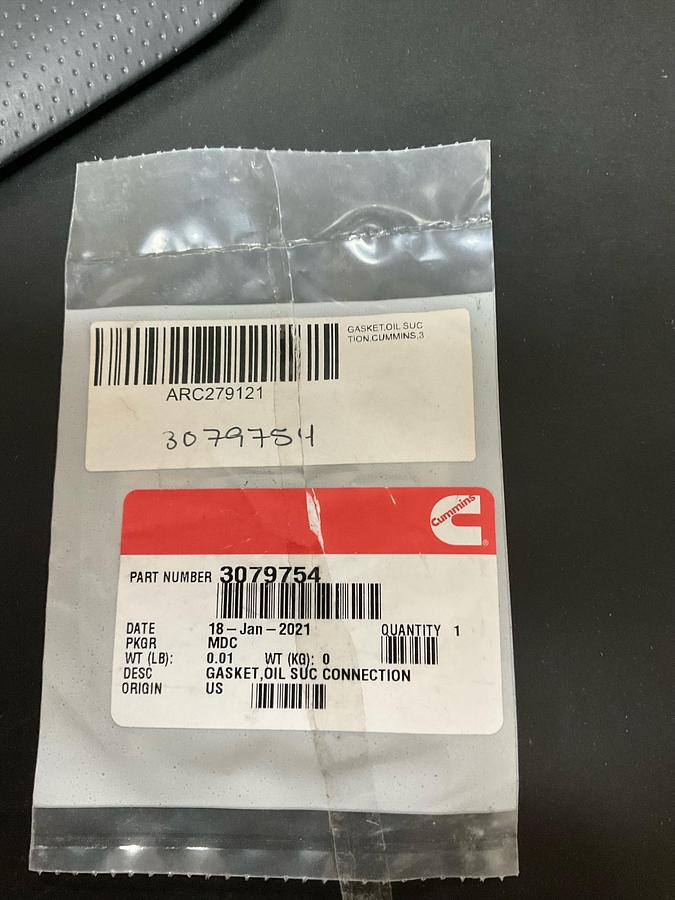 GASKET,OIL SUC
TION,CUMMINS,3
ARC279121
3079754
Cummins
®
PART NUMBER 3079754
DATE 18-Jan-2021 QUANTITY 1
PKGR MDC
WT (LB): 0.01 WT (KG): 0
DESC GASKET,OIL SUC CONNECTION
ORIGIN US